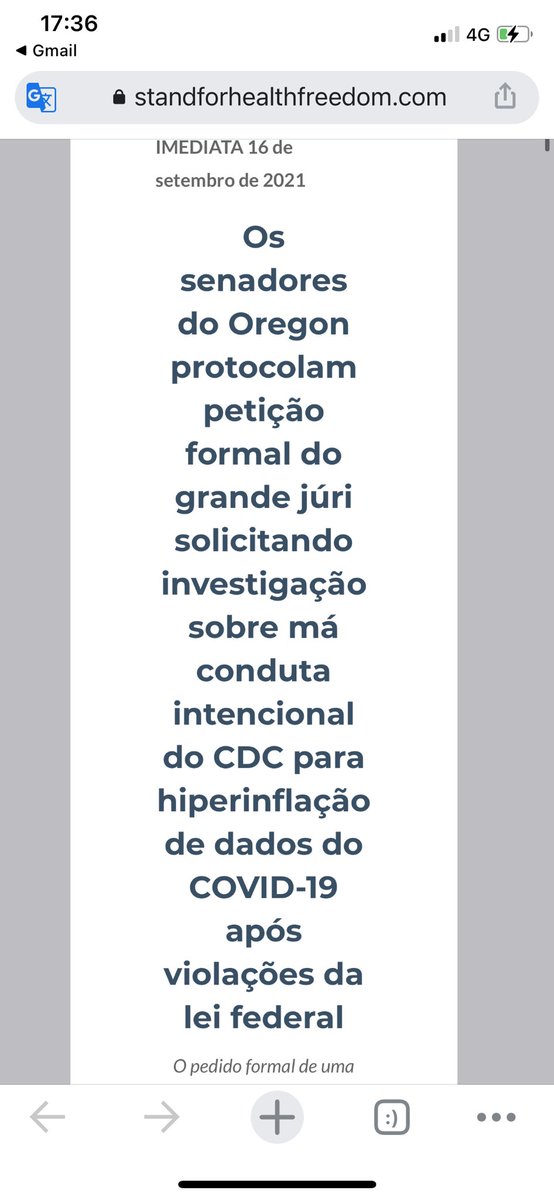 17:36
4G
Gmail
standforhealthfreedom.com
IMEDIATA 16 de
setembro de 2021
Os
senadores
do Oregon
protocolam
petição
formal do
grande júri
solicitando
investigação
sobre má
conduta
intencional
do CDC para
hiperinflação
de dados do
COVID-19
após
violações da
lei federal
O pedido formal de uma
:)